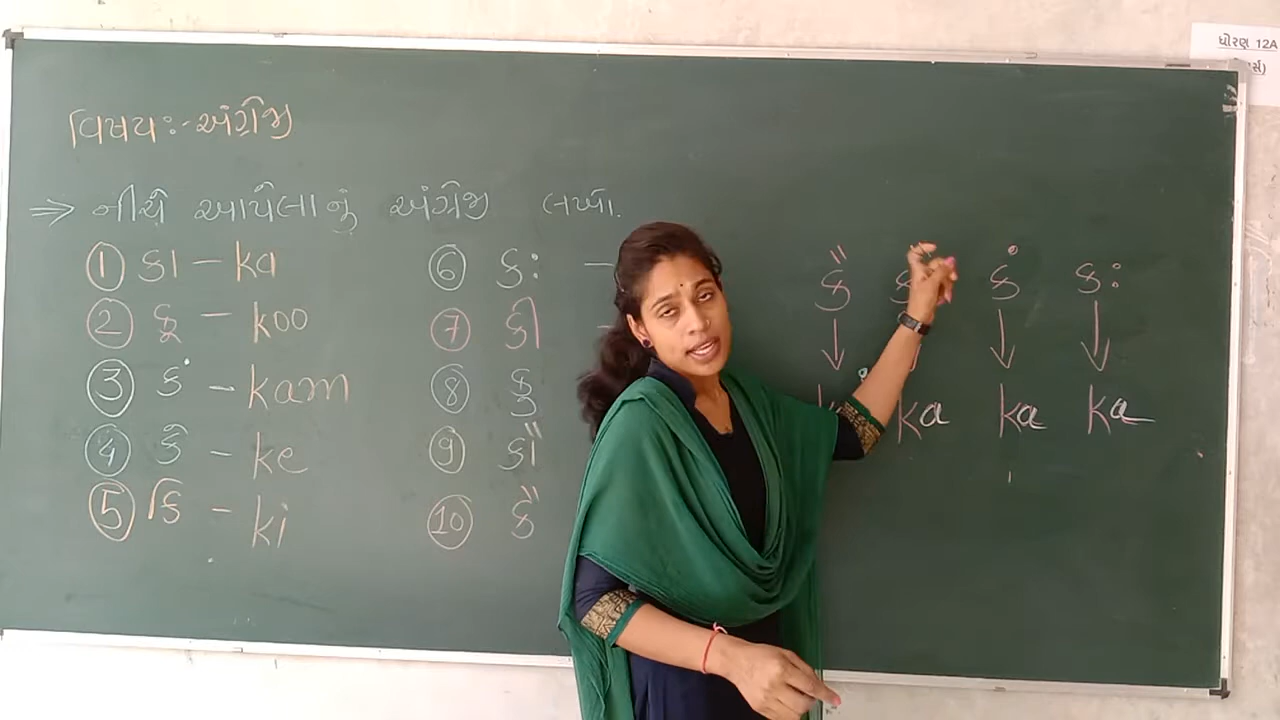 ધોરણ 12A
વિષય:- અંગ્રેજી
⇒ નીચે આપેલાનું અંગ્રેજી લખો.
① કા – ka
② કૂ – koo
③ કં – kam
④ કે – ke
⑤ કિ – ki
⑥ ક: –
⑦ કી –
⑧ કુ
⑨ કૌ
⑩ કૈ
કૈ કં ક:
↓ ↓ ↓
ka ka ka